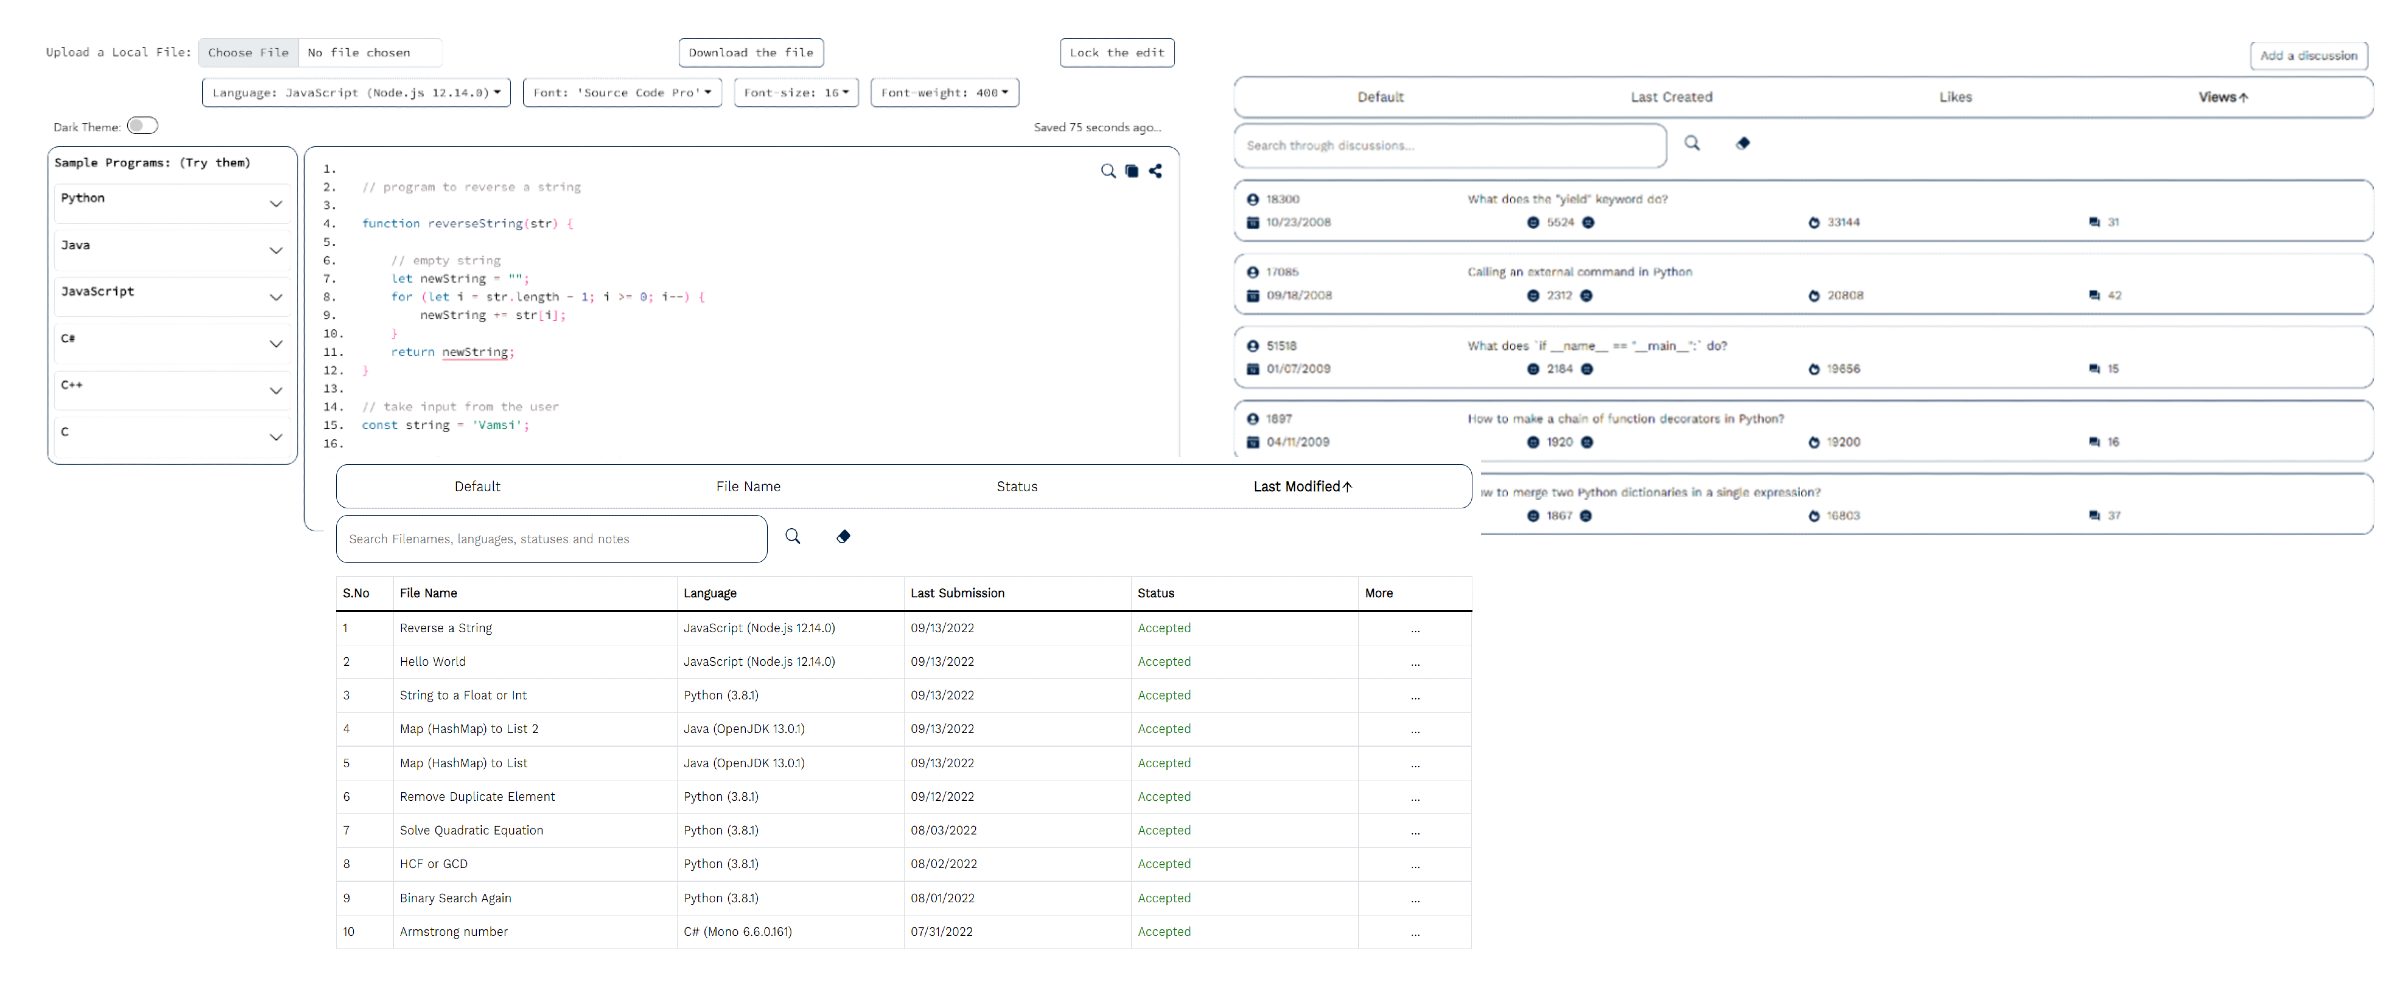 Upload a Local File: Choose File No file chosen
Download the file
Lock the edit
Language: JavaScript (Node.js 12.14.0)
Font: 'Source Code Pro'
Font-size: 16
Font-weight: 400
Dark Theme:
Saved 75 seconds ago...
Sample Programs: (Try them)
Python
Java
JavaScript
C#
C++
C
1.
2. // program to reverse a string
3.
4. function reverseString(str) {
5.
6. // empty string
7. let newString = "";
8. for (let i = str.length - 1; i >= 0; i--) {
9. newString += str[i];
10. }
11. return newString;
12. }
13.
14. // take input from the user
15. const string = 'Vamsi';
16.
Add a discussion
Default Last Created Likes Views↑
Search through discussions...
18300 What does the "yield" keyword do?
10/23/2008 5524 33144 31
17085 Calling an external command in Python
09/18/2008 2312 20808 42
51518 What does `if __name__ == "__main__":` do?
01/07/2009 2184 19656 15
1897 How to make a chain of function decorators in Python?
04/11/2009 1920 19200 16
w to merge two Python dictionaries in a single expression?
1867 16803 37
Default File Name Status Last Modified↑
Search Filenames, languages, statuses and notes
S.No File Name Language Last Submission Status More
1 Reverse a String JavaScript (Node.js 12.14.0) 09/13/2022 Accepted ...
2 Hello World JavaScript (Node.js 12.14.0) 09/13/2022 Accepted ...
3 String to a Float or Int Python (3.8.1) 09/13/2022 Accepted ...
4 Map (HashMap) to List 2 Java (OpenJDK 13.0.1) 09/13/2022 Accepted ...
5 Map (HashMap) to List Java (OpenJDK 13.0.1) 09/13/2022 Accepted ...
6 Remove Duplicate Element Python (3.8.1) 09/12/2022 Accepted ...
7 Solve Quadratic Equation Python (3.8.1) 08/03/2022 Accepted ...
8 HCF or GCD Python (3.8.1) 08/02/2022 Accepted ...
9 Binary Search Again Python (3.8.1) 08/01/2022 Accepted ...
10 Armstrong number C# (Mono 6.6.0.161) 07/31/2022 Accepted ...